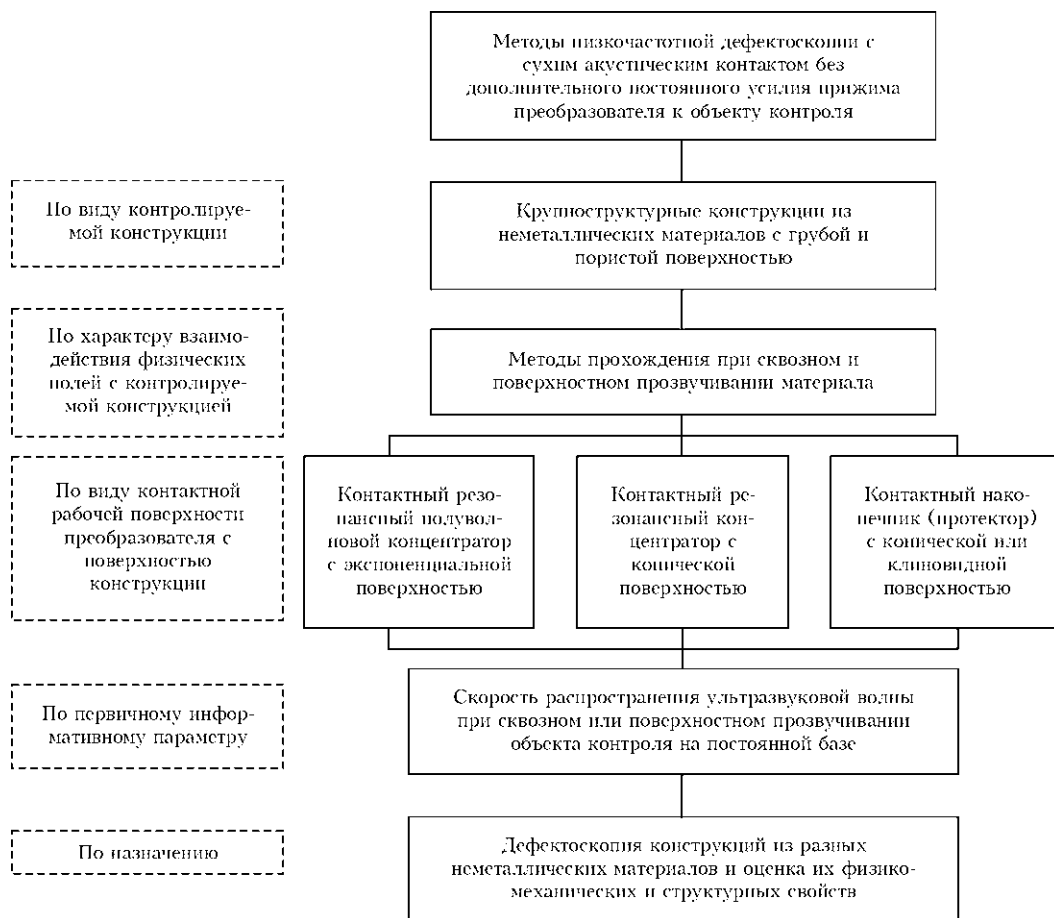 Методы низкочастотной дефектоскопии с
сухим акустическим контактом без
дополнительного постоянного усилия прижима
преобразователя к объекту контроля
По виду контролируе-
мой конструкции
Крупноструктурные конструкции из
неметаллических материалов с грубой и
пористой поверхностью
По характеру взаимо-
действия физических
полей с контролируе-
мой конструкцией
Методы прохождения при сквозном и
поверхностном прозвучивании материала
По виду контактной
рабочей поверхности
преобразователя с
поверхностью
конструкции
Контактный резо-
нансный полувол-
новой концентратор
с экспоненциальной
поверхностью
Контактный ре-
зонансный кон-
центратор с
конической
поверхностью
Контактный нако-
нечник (протектор)
с конической или
клиновидной
поверхностью
По первичному инфор-
мативному параметру
Скорость распространения ультразвуковой волны
при сквозном или поверхностном прозвучивании
объекта контроля на постоянной базе
По назначению
Дефектоскопия конструкций из разных
неметаллических материалов и оценка их физико-
механических и структурных свойств